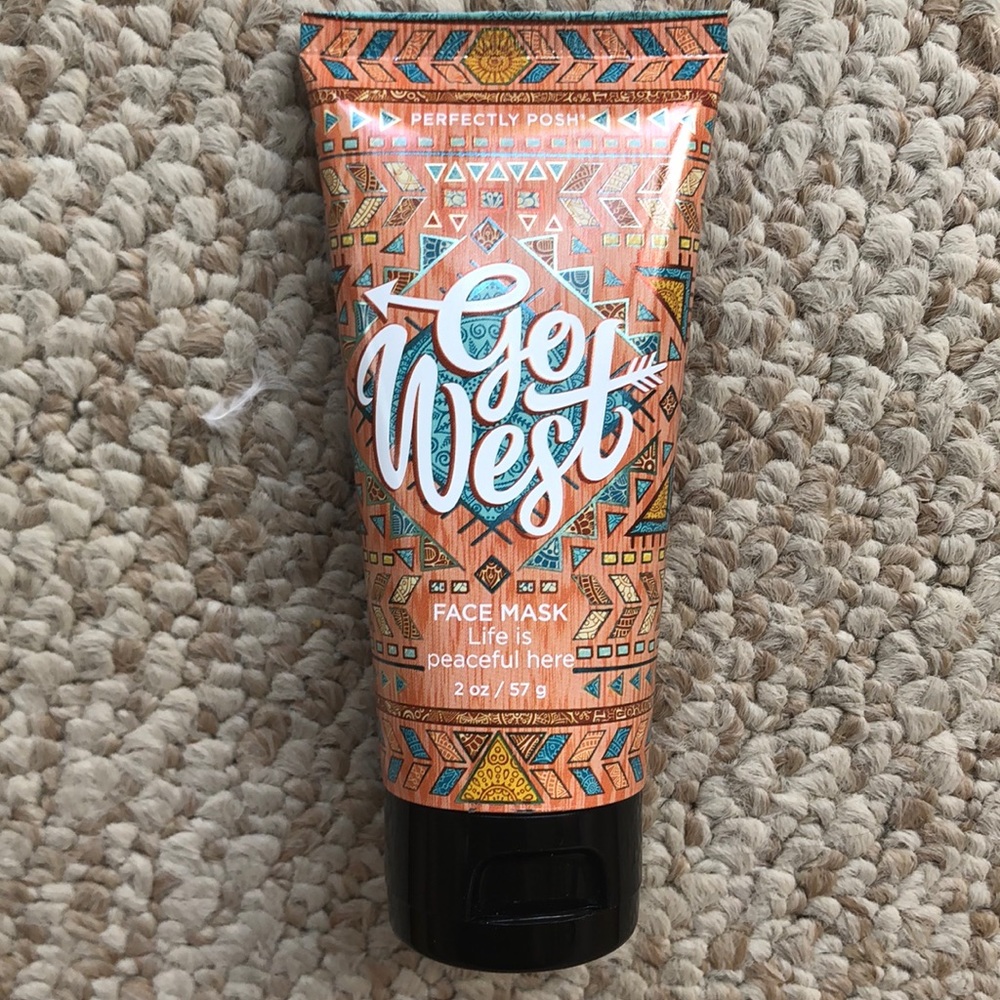 PERFECTLY POSH®
Go
West
FACE MASK
Life is
peaceful here
2 oz / 57 g